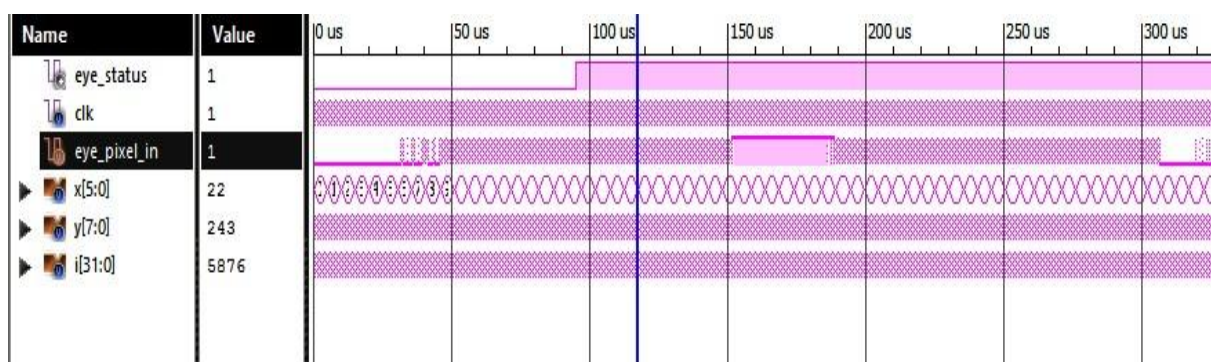 Name Value 0 us 50 us 100 us 150 us 200 us 250 us 300 us
eye_status 1
clk 1
eye_pixel_in 1
x[5:0] 22
y[7:0] 243
i[31:0] 5876